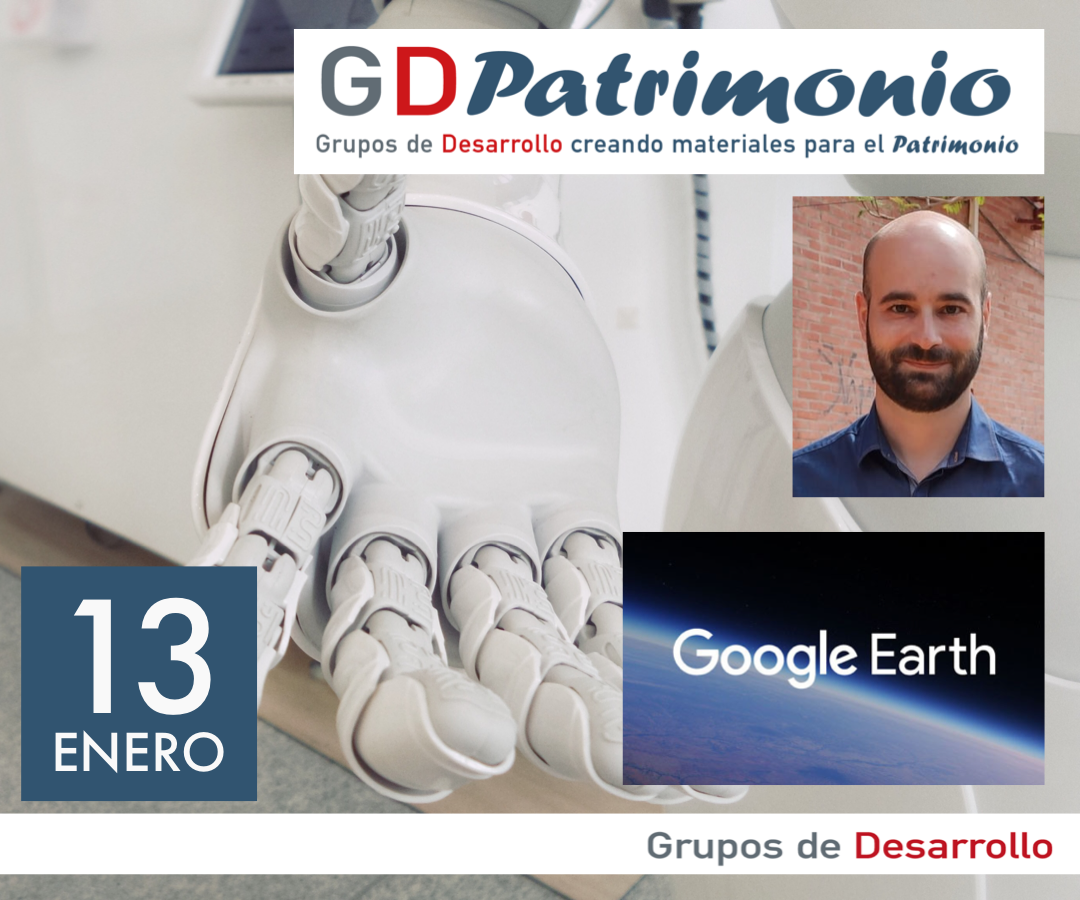 GDPatrimonio
Grupos de Desarrollo creando materiales para el Patrimonio
Google Earth
13
ENERO
Grupos de Desarrollo